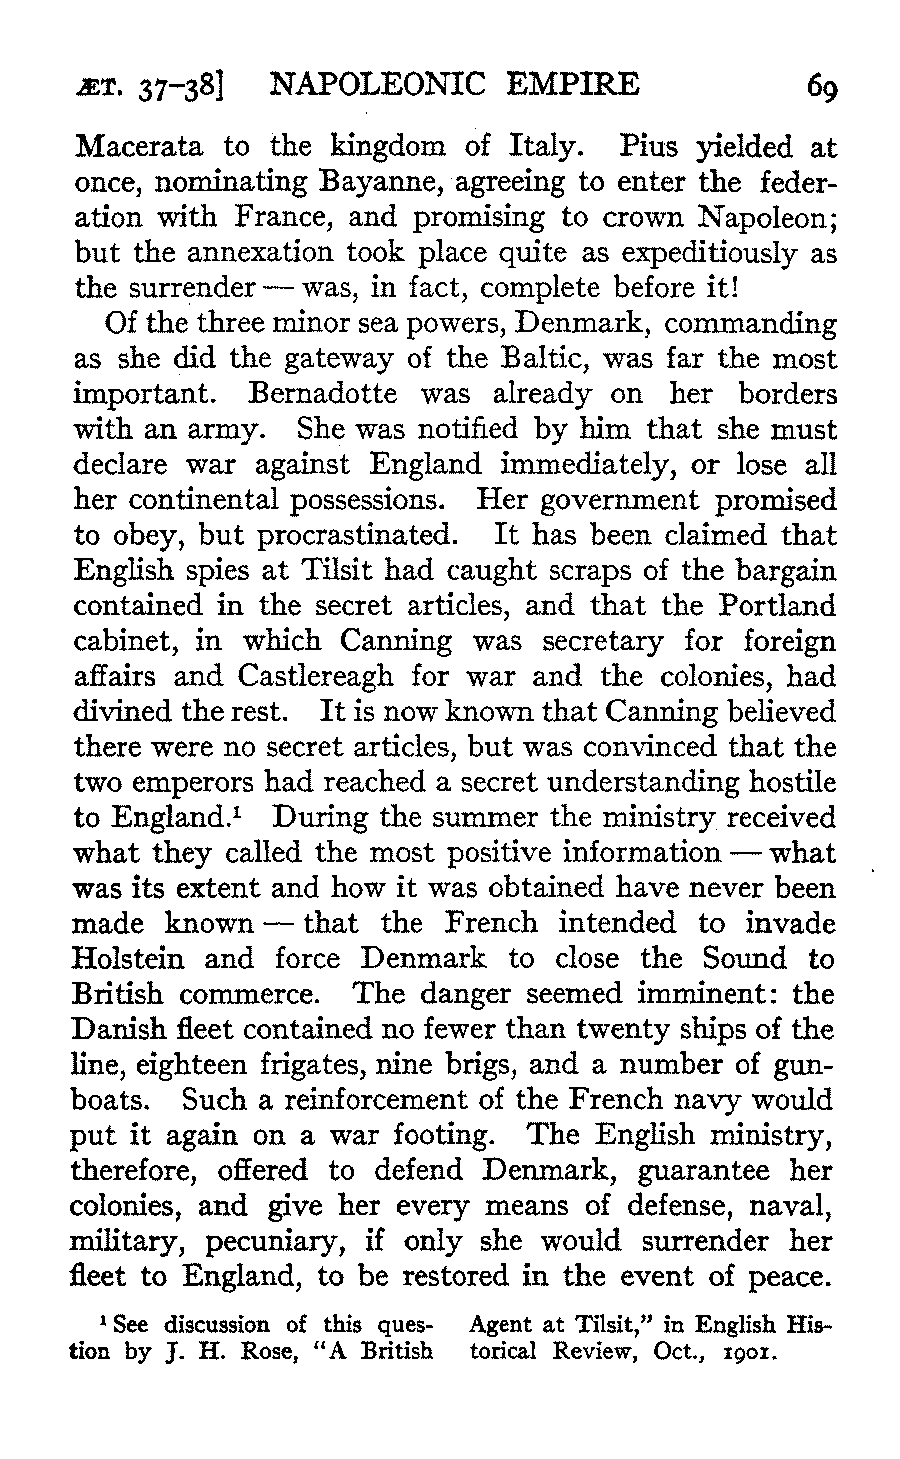 ÆT. 37–38] NAPOLEONIC EMPIRE 69
Macerata to the kingdom of Italy. Pius yielded at
once, nominating Bayanne, agreeing to enter the feder-
ation with France, and promising to crown Napoleon;
but the annexation took place quite as expeditiously as
the surrender — was, in fact, complete before it!
Of the three minor sea powers, Denmark, commanding
as she did the gateway of the Baltic, was far the most
important. Bernadotte was already on her borders
with an army. She was notified by him that she must
declare war against England immediately, or lose all
her continental possessions. Her government promised
to obey, but procrastinated. It has been claimed that
English spies at Tilsit had caught scraps of the bargain
contained in the secret articles, and that the Portland
cabinet, in which Canning was secretary for foreign
affairs and Castlereagh for war and the colonies, had
divined the rest. It is now known that Canning believed
there were no secret articles, but was convinced that the
two emperors had reached a secret understanding hostile
to England.¹ During the summer the ministry received
what they called the most positive information — what
was its extent and how it was obtained have never been
made known — that the French intended to invade
Holstein and force Denmark to close the Sound to
British commerce. The danger seemed imminent: the
Danish fleet contained no fewer than twenty ships of the
line, eighteen frigates, nine brigs, and a number of gun-
boats. Such a reinforcement of the French navy would
put it again on a war footing. The English ministry,
therefore, offered to defend Denmark, guarantee her
colonies, and give her every means of defense, naval,
military, pecuniary, if only she would surrender her
fleet to England, to be restored in the event of peace.
¹ See discussion of this ques-
tion by J. H. Rose, "A British
Agent at Tilsit," in English His-
torical Review, Oct., 1901.